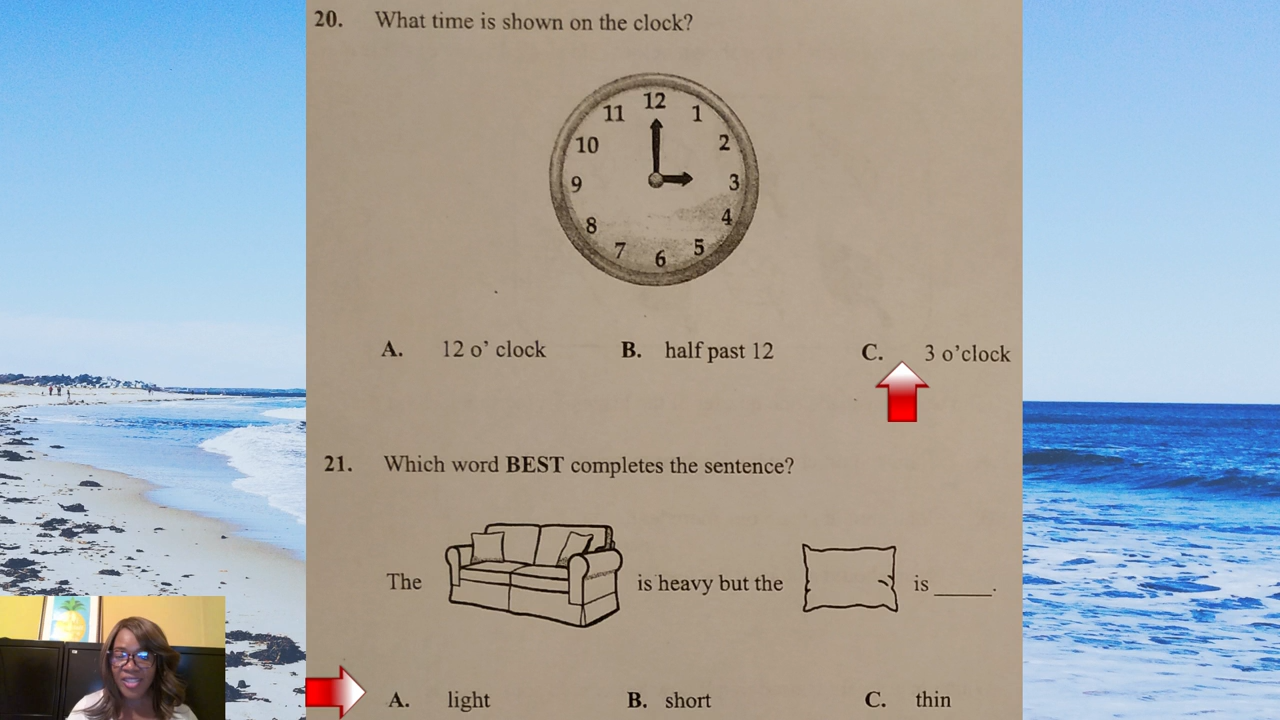 20. What time is shown on the clock?
12
11 1
10 2
9 3
8 4
7 6 5
A. 12 o' clock B. half past 12 C. 3 o'clock
21. Which word BEST completes the sentence?
The is heavy but the is _____.
A. light B. short C. thin